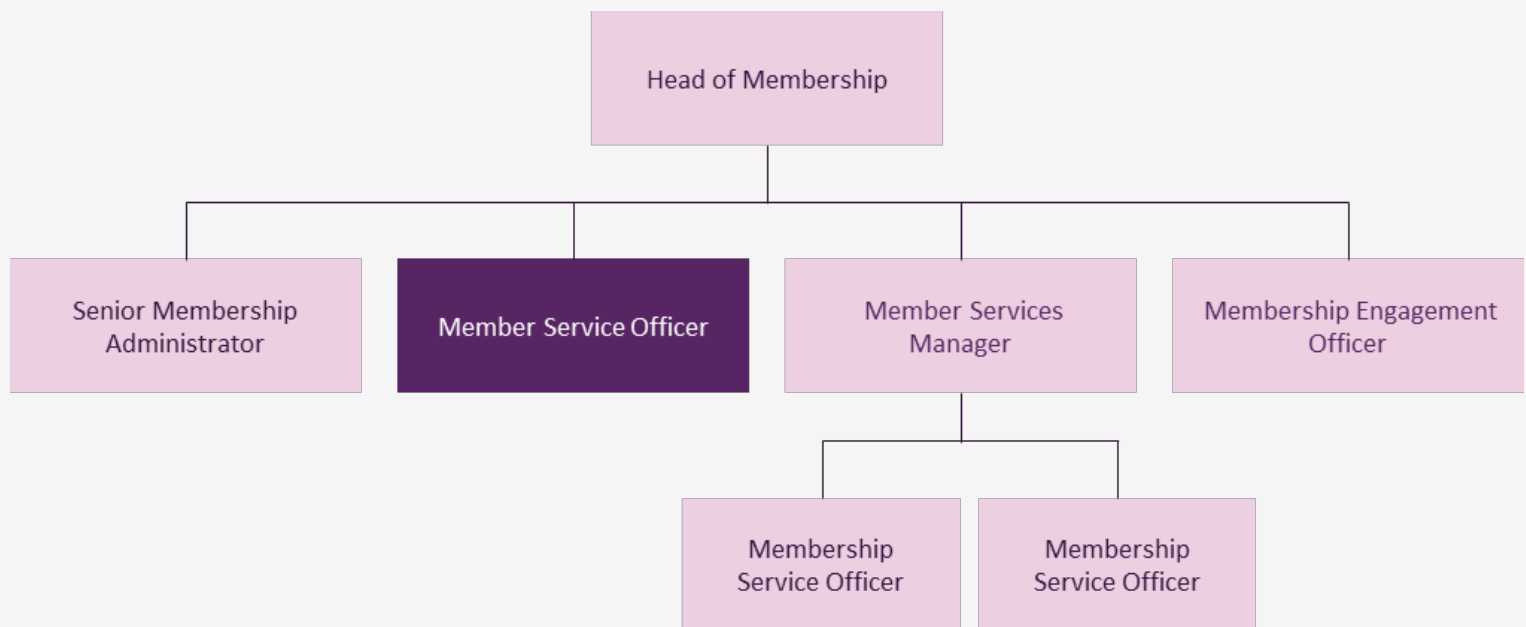 Head of Membership
Senior Membership
Administrator
Member Service Officer
Member Services
Manager
Membership Engagement
Officer
Membership
Service Officer
Membership
Service Officer